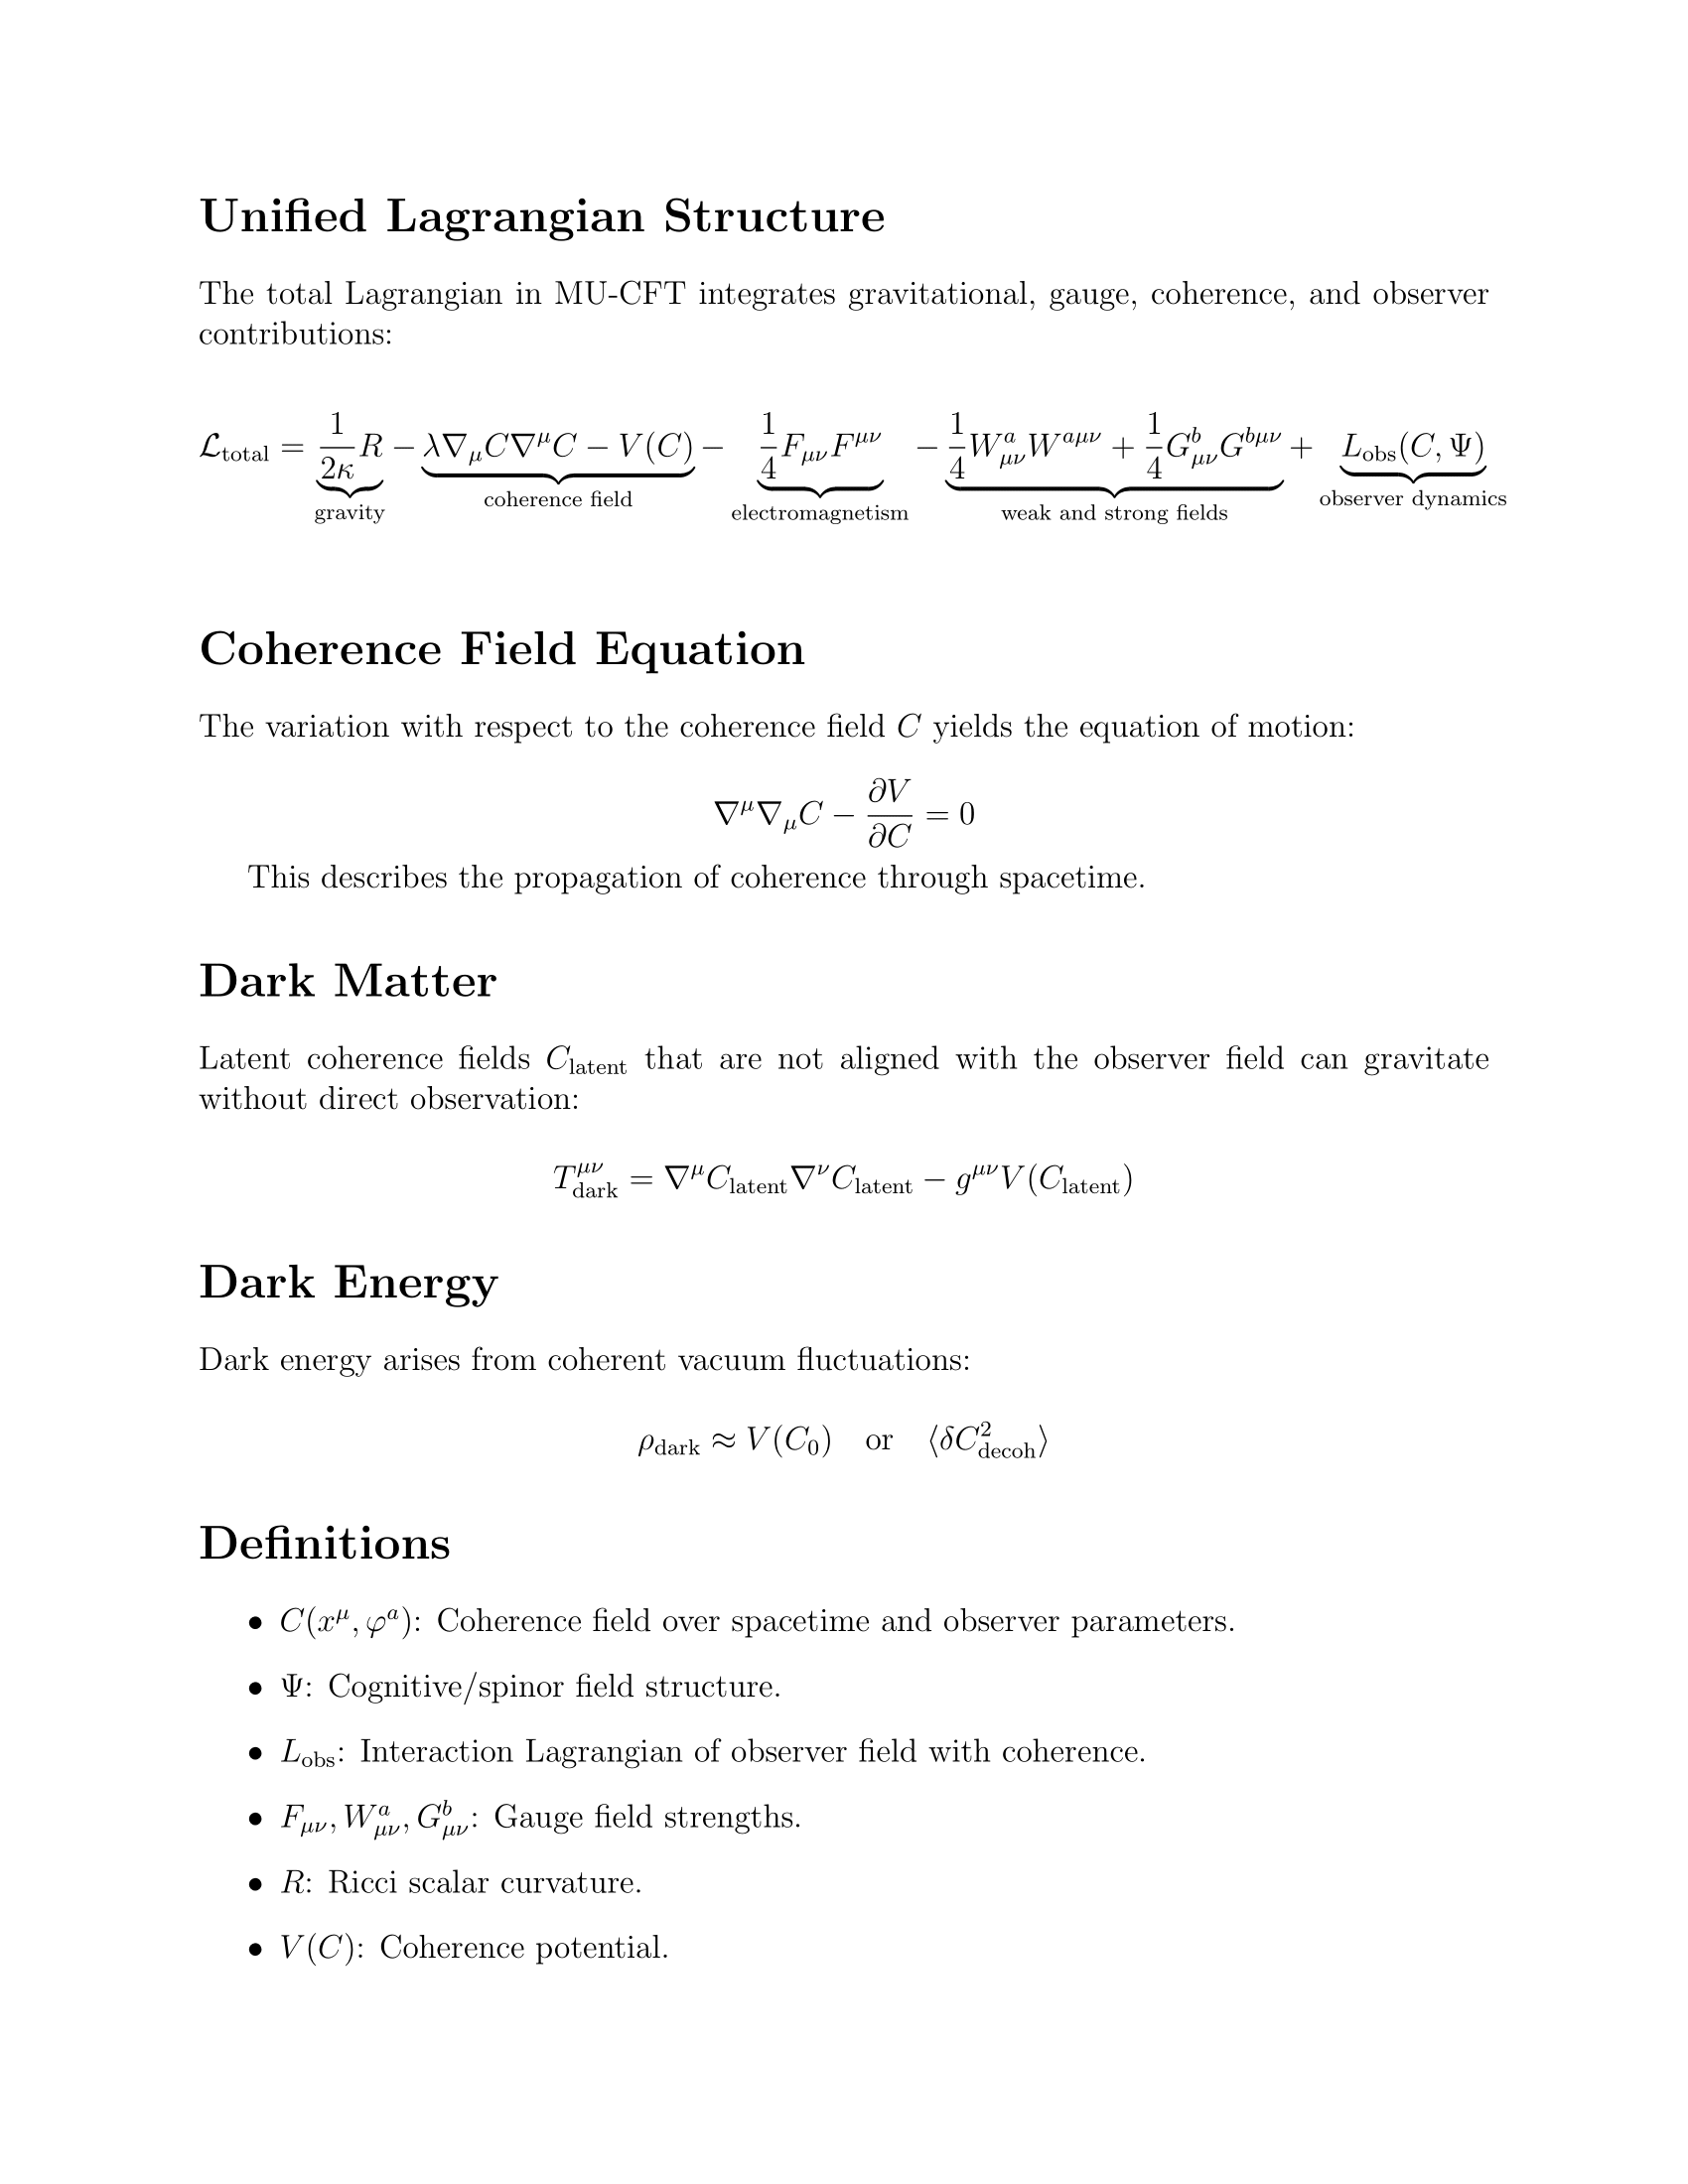 Unified Lagrangian Structure
The total Lagrangian in MU-CFT integrates gravitational, gauge, coherence, and observer
contributions:
$\mathcal{L}_{\text{total}} = \underbrace{\frac{1}{2\kappa} R}_{\text{gravity}} - \underbrace{\lambda \nabla_\mu C \nabla^\mu C - V(C)}_{\text{coherence field}} - \underbrace{\frac{1}{4} F_{\mu\nu} F^{\mu\nu}}_{\text{electromagnetism}} - \underbrace{\frac{1}{4} W^a_{\mu\nu} W^{a\mu\nu} + \frac{1}{4} G^b_{\mu\nu} G^{b\mu\nu}}_{\text{weak and strong fields}} + \underbrace{L_{\text{obs}}(C, \Psi)}_{\text{observer dynamics}}$
Coherence Field Equation
The variation with respect to the coherence field $C$ yields the equation of motion:
$\nabla^\mu \nabla_\mu C - \frac{\partial V}{\partial C} = 0$
This describes the propagation of coherence through spacetime.
Dark Matter
Latent coherence fields $C_{\text{latent}}$ that are not aligned with the observer field can gravitate
without direct observation:
$T^{\mu\nu}_{\text{dark}} = \nabla^\mu C_{\text{latent}} \nabla^\nu C_{\text{latent}} - g^{\mu\nu} V(C_{\text{latent}})$
Dark Energy
Dark energy arises from coherent vacuum fluctuations:
$\rho_{\text{dark}} \approx V(C_0) \quad \text{or} \quad \langle \delta C^2_{\text{decoh}} \rangle$
Definitions
• $C(x^\mu, \varphi^a)$: Coherence field over spacetime and observer parameters.
• $\Psi$: Cognitive/spinor field structure.
• $L_{\text{obs}}$: Interaction Lagrangian of observer field with coherence.
• $F_{\mu\nu}, W^a_{\mu\nu}, G^b_{\mu\nu}$: Gauge field strengths.
• $R$: Ricci scalar curvature.
• $V(C)$: Coherence potential.